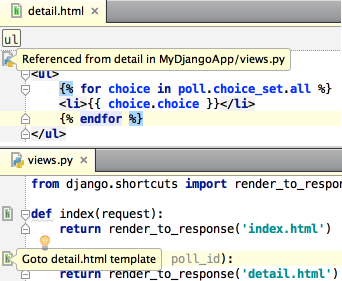 detail.html
ul
Referenced from detail in MyDjangoApp/views.py
<ul>
{% for choice in poll.choice_set.all %}
<li>{{ choice.choice }}</li>
{% endfor %}
</ul>
views.py
from django.shortcuts import render_to_respo
def index(request):
return render_to_response('index.html')
Goto detail.html template poll_id):
return render_to_response('detail.html')